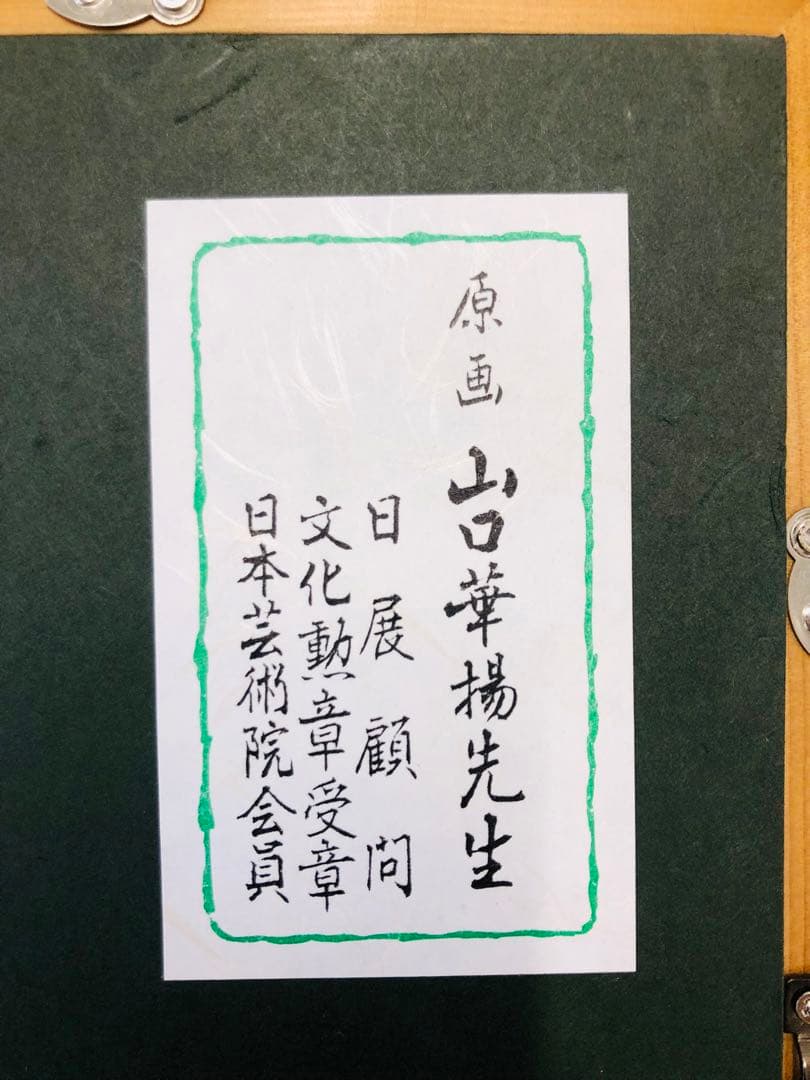 原画 山口華楊先生
日展顧問
文化勲章受章
日本芸術院会員